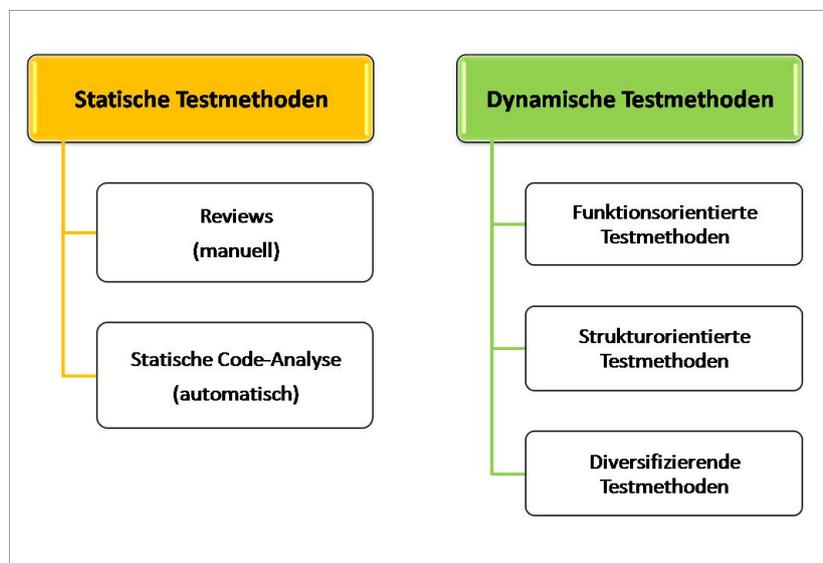 Statische Testmethoden
Reviews
(manuell)
Statische Code-Analyse
(automatisch)
Dynamische Testmethoden
Funktionsorientierte
Testmethoden
Strukturorientierte
Testmethoden
Diversifizierende
Testmethoden